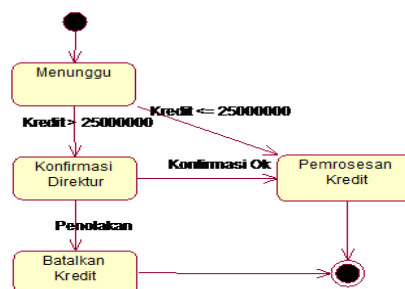 Menunggu
Kredit <= 25000000
Kredit > 25000000
Konfirmasi
Direktur
Konfirmasi Ok
Pemrosesan
Kredit
Penolakan
Batalkan
Kredit